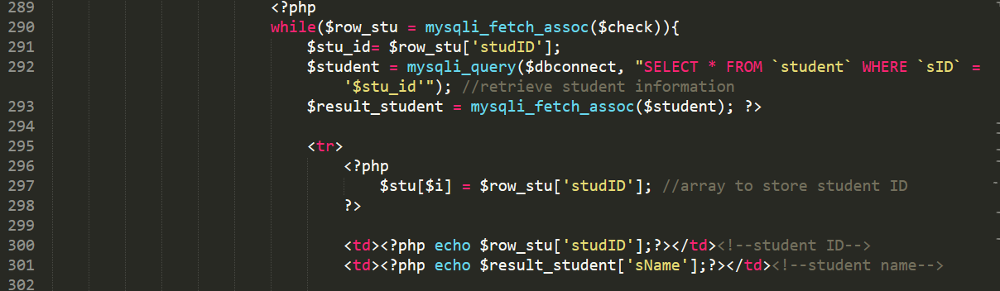 289 <?php
290 while($row_stu = mysqli_fetch_assoc($check)){
291 $stu_id= $row_stu['studID'];
292 $student = mysqli_query($dbconnect, "SELECT * FROM `student` WHERE `sID` =
'$stu_id'"); //retrieve student information
293 $result_student = mysqli_fetch_assoc($student); ?>
294
295 <tr>
296 <?php
297 $stu[$i] = $row_stu['studID']; //array to store student ID
298 ?>
299
300 <td><?php echo $row_stu['studID'];?></td><!--student ID-->
301 <td><?php echo $result_student['sName'];?></td><!--student name-->
302